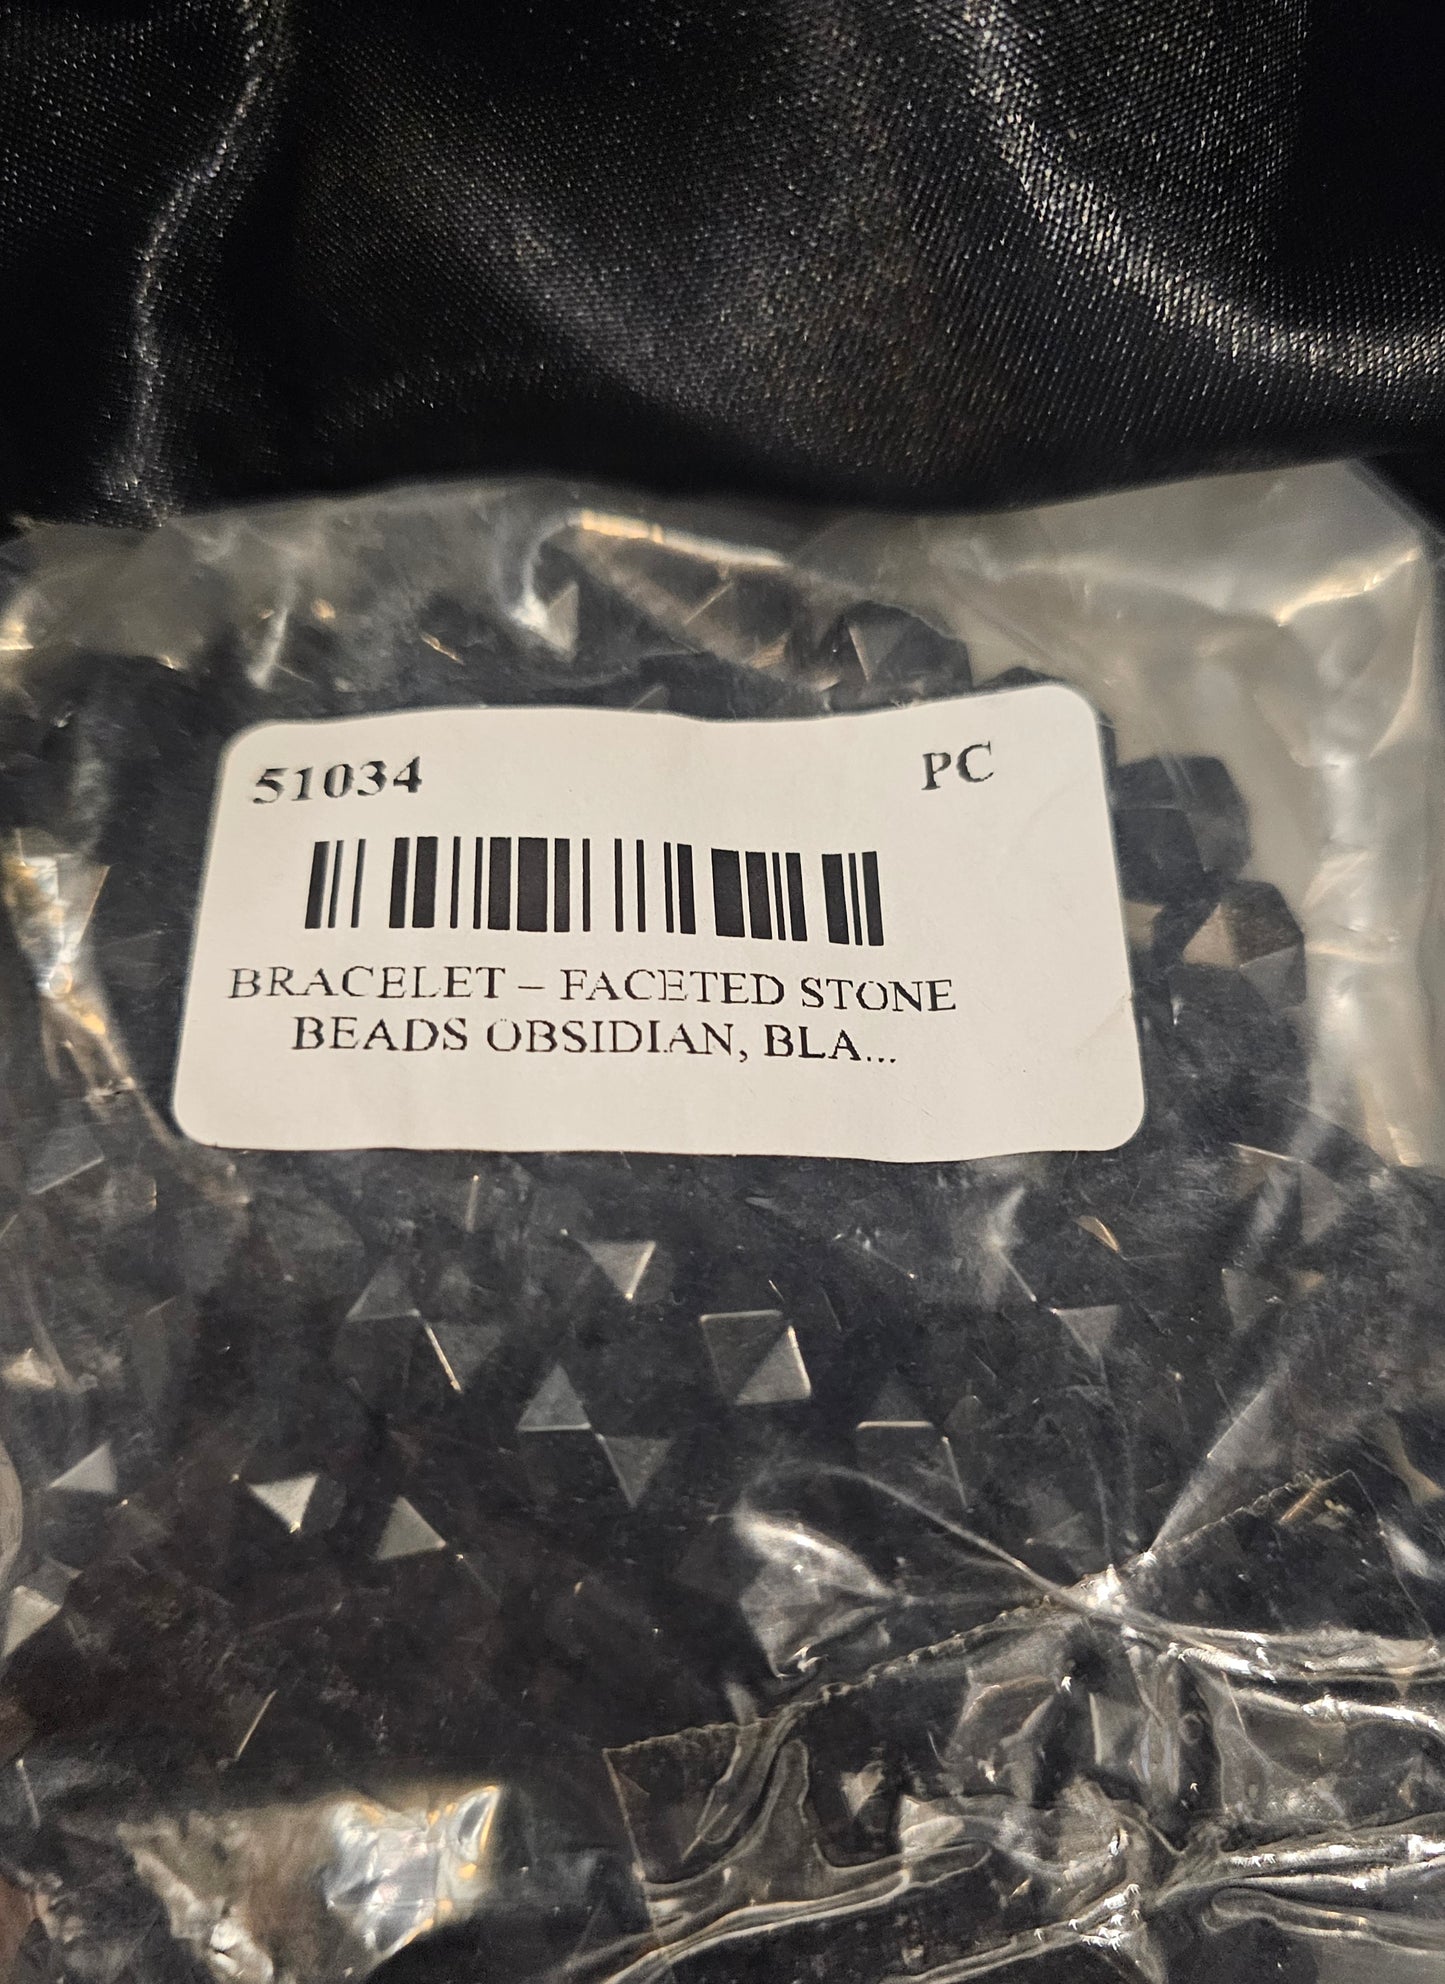 51034 PC
BRACELET – FACETED STONE
BEADS OBSIDIAN, BLA...